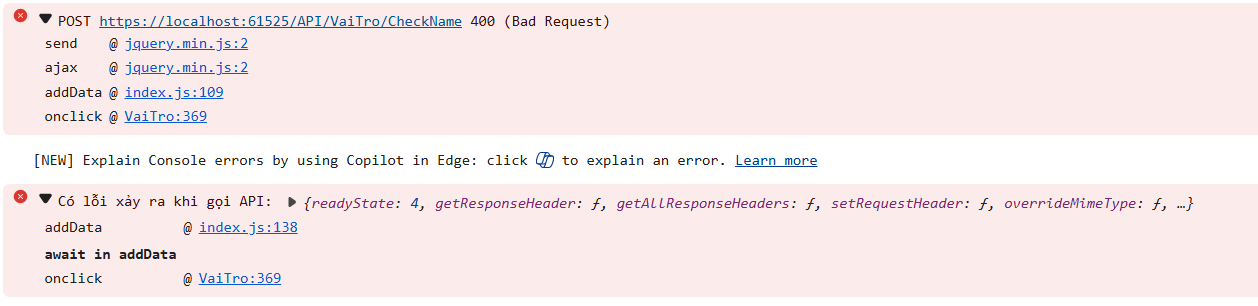 POST https://localhost:61525/API/VaiTro/CheckName 400 (Bad Request)
send @ jquery.min.js:2
ajax @ jquery.min.js:2
addData @ index.js:109
onclick @ VaiTro:369
[NEW] Explain Console errors by using Copilot in Edge: click to explain an error. Learn more
Có lỗi xảy ra khi gọi API: {readyState: 4, getResponseHeader: ƒ, getAllResponseHeaders: ƒ, setRequestHeader: ƒ, overrideMimeType: ƒ, …}
addData @ index.js:138
await in addData
onclick @ VaiTro:369